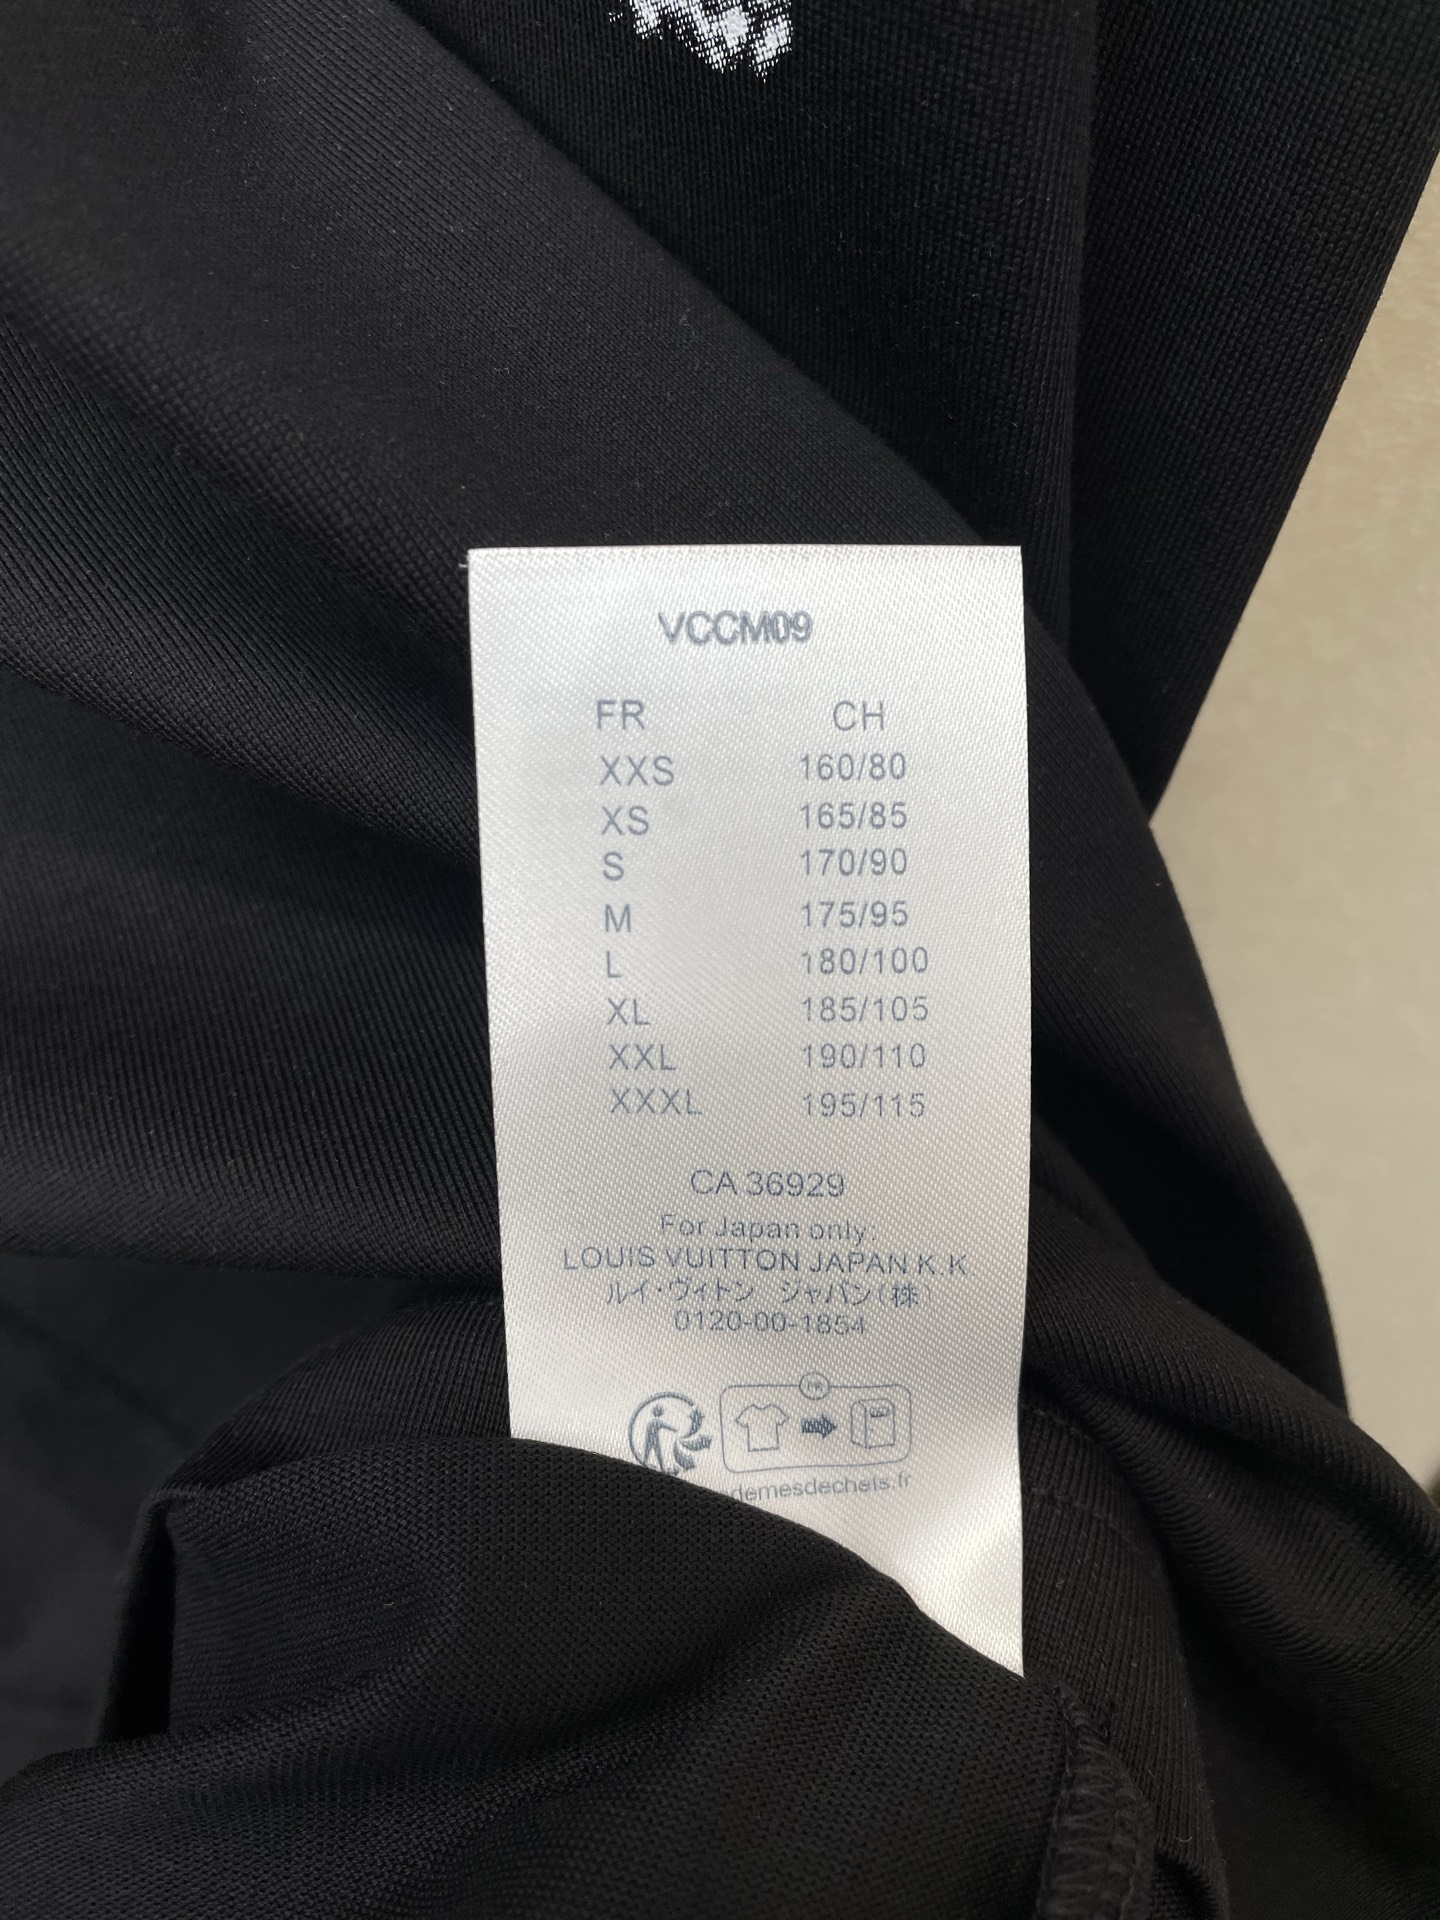 VCCM09
FR CH
XXS 160/80
XS 165/85
S 170/90
M 175/95
L 180/100
XL 185/105
XXL 190/110
XXXL 195/115
CA 36929
For Japan only:
LOUIS VUITTON JAPAN K.K.
ルイ・ヴィトン ジャパン(株)
0120-00-1854
FR